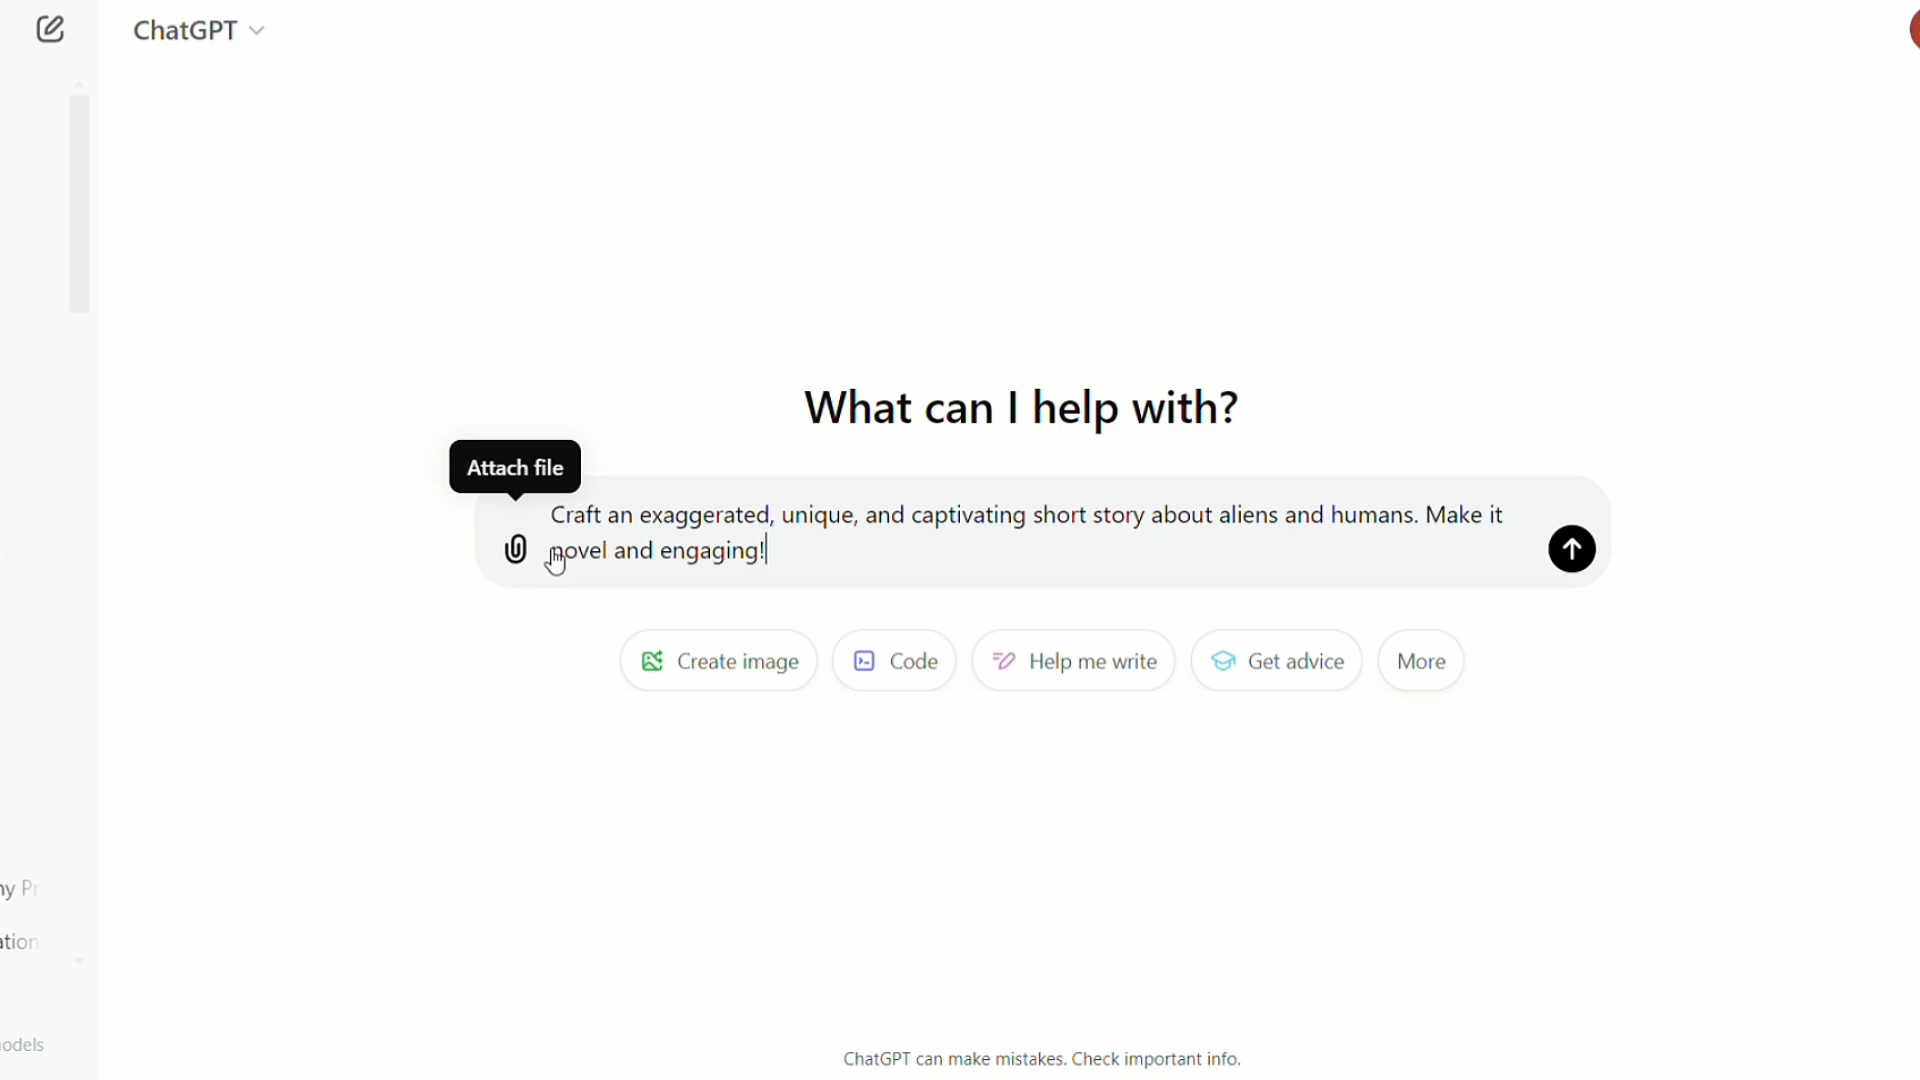 ChatGPT
What can I help with?
Attach file
Craft an exaggerated, unique, and captivating short story about aliens and humans. Make it
novel and engaging!
Create image
Code
Help me write
Get advice
More
ChatGPT can make mistakes. Check important info.